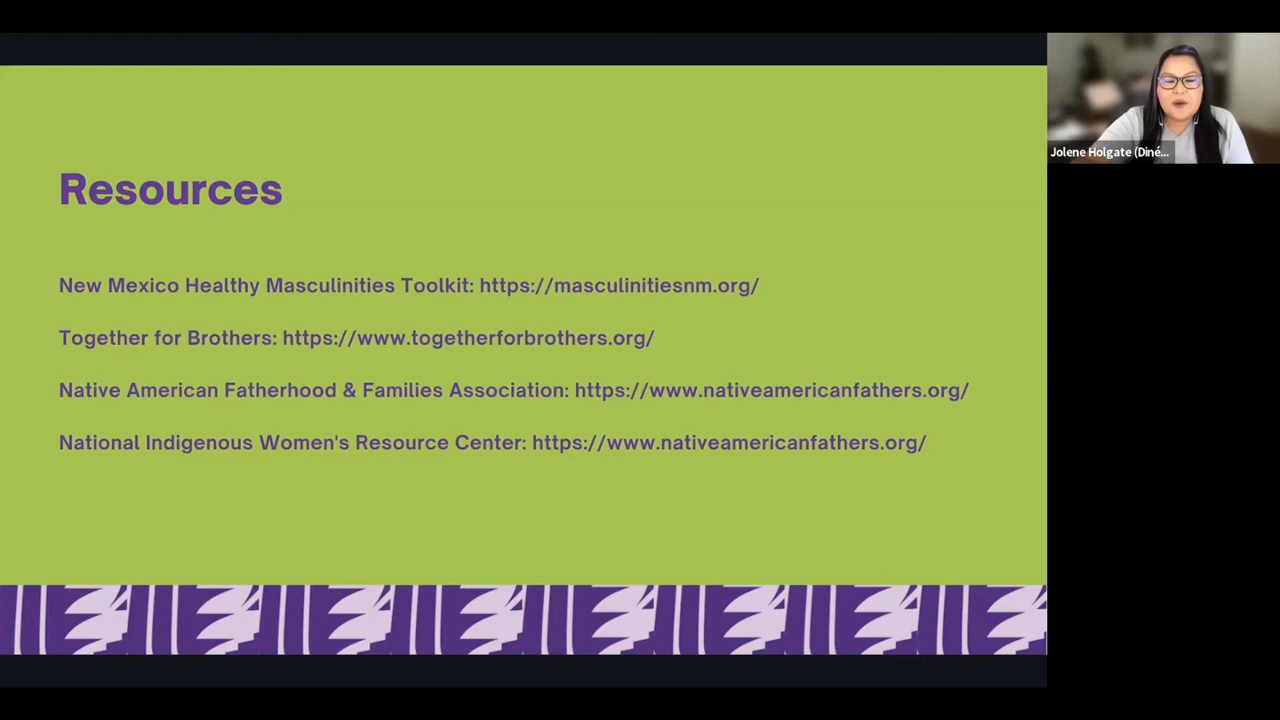 Jolene Holgate (Diné...
Resources
New Mexico Healthy Masculinities Toolkit: https://masculinitiesnm.org/
Together for Brothers: https://www.togetherforbrothers.org/
Native American Fatherhood & Families Association: https://www.nativeamericanfathers.org/
National Indigenous Women's Resource Center: https://www.nativeamericanfathers.org/